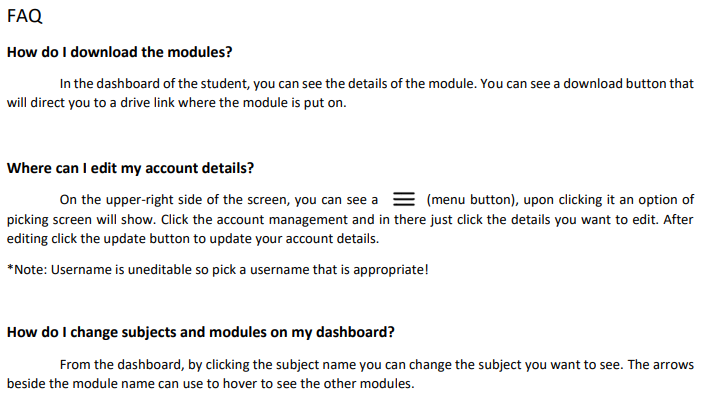 FAQ
How do I download the modules?
In the dashboard of the student, you can see the details of the module. You can see a download button that
will direct you to a drive link where the module is put on.
Where can I edit my account details?
On the upper-right side of the screen, you can see a (menu button), upon clicking it an option of
picking screen will show. Click the account management and in there just click the details you want to edit. After
editing click the update button to update your account details.
*Note: Username is uneditable so pick a username that is appropriate!
How do I change subjects and modules on my dashboard?
From the dashboard, by clicking the subject name you can change the subject you want to see. The arrows
beside the module name can use to hover to see the other modules.